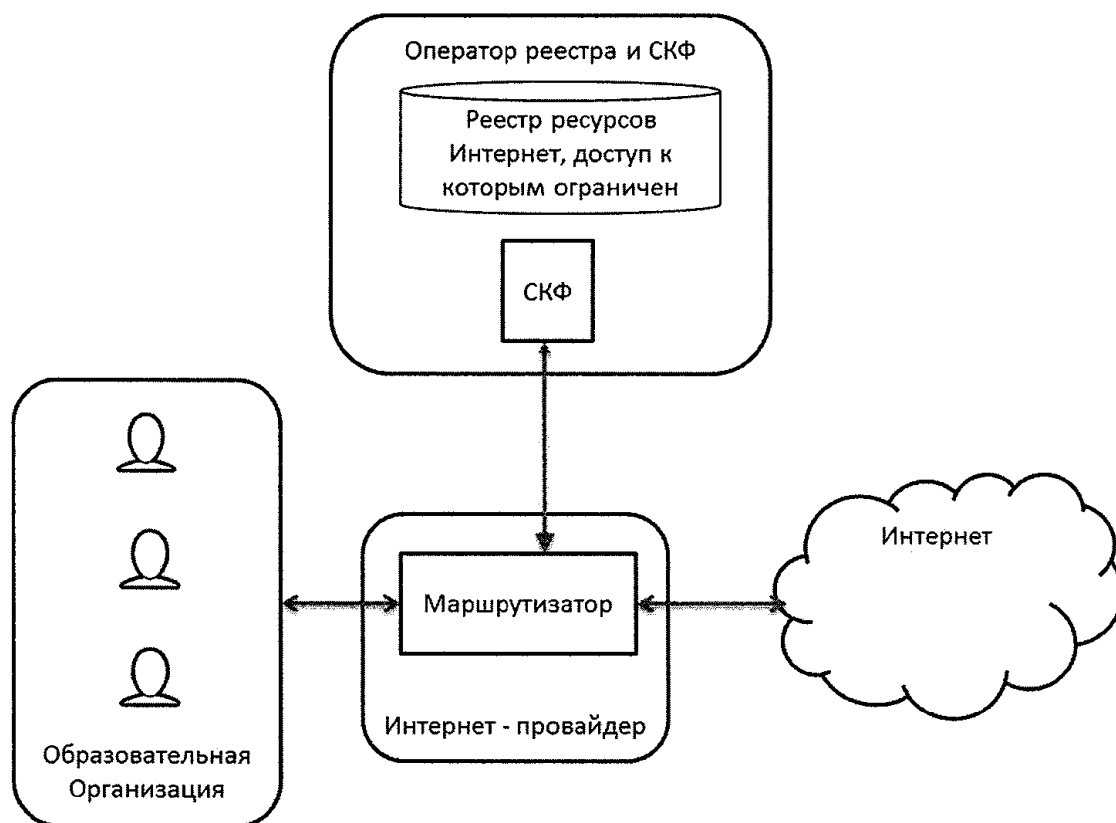 Оператор реестра и СКФ
Реестр ресурсов
Интернет, доступ к
которым ограничен
СКФ
Интернет
Маршрутизатор
Интернет - провайдер
Образовательная
Организация